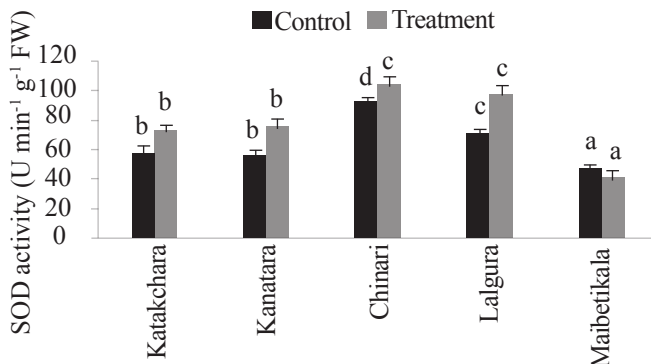 Control Treatment
SOD activity (U min⁻¹ g⁻¹ FW)
120
100
80
60
40
20
0
b b
b b
d c
c c
a a
Katakchara
Kanatara
Chinari
Lalgura
Maibetikala